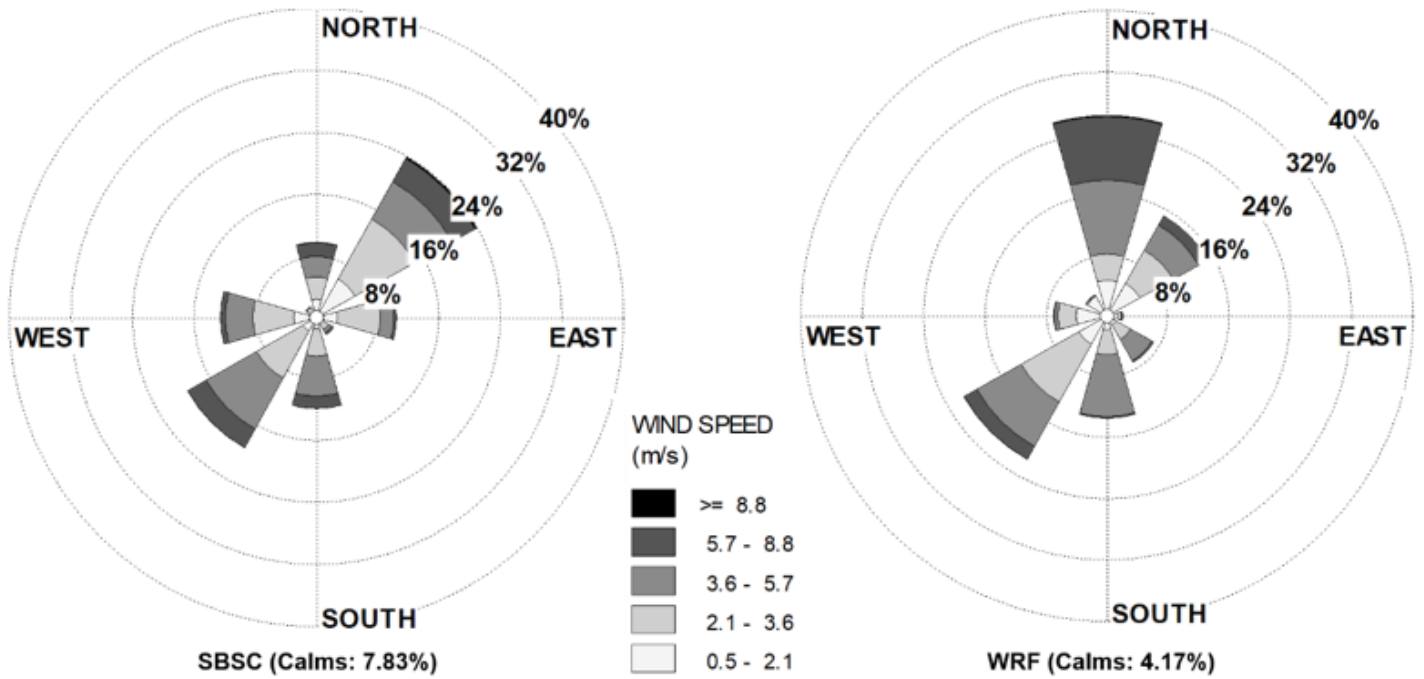 NORTH
40%
32%
24%
16%
8%
WEST
EAST
SOUTH
SBSC (Calms: 7.83%)
WIND SPEED
(m/s)
>= 8.8
5.7 - 8.8
3.6 - 5.7
2.1 - 3.6
0.5 - 2.1
NORTH
40%
32%
24%
16%
8%
WEST
EAST
SOUTH
WRF (Calms: 4.17%)